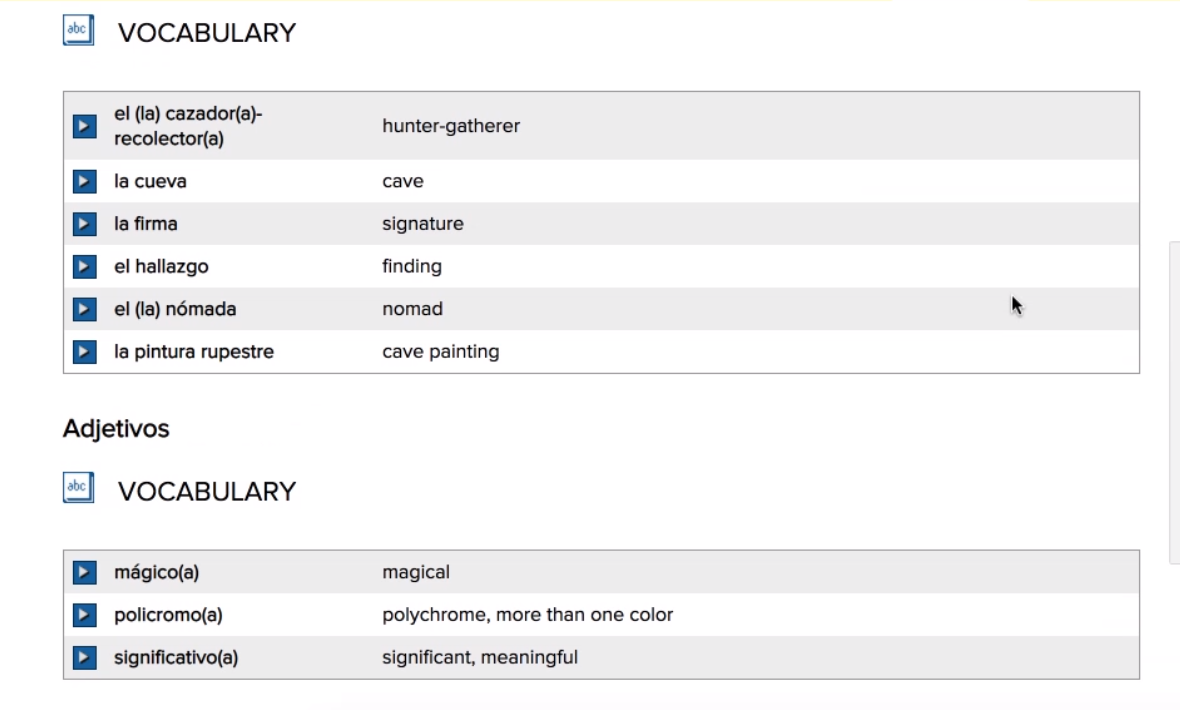 abc VOCABULARY
el (la) cazador(a)-
recolector(a) hunter-gatherer
la cueva cave
la firma signature
el hallazgo finding
el (la) nómada nomad
la pintura rupestre cave painting
Adjetivos
abc VOCABULARY
mágico(a) magical
policromo(a) polychrome, more than one color
significativo(a) significant, meaningful